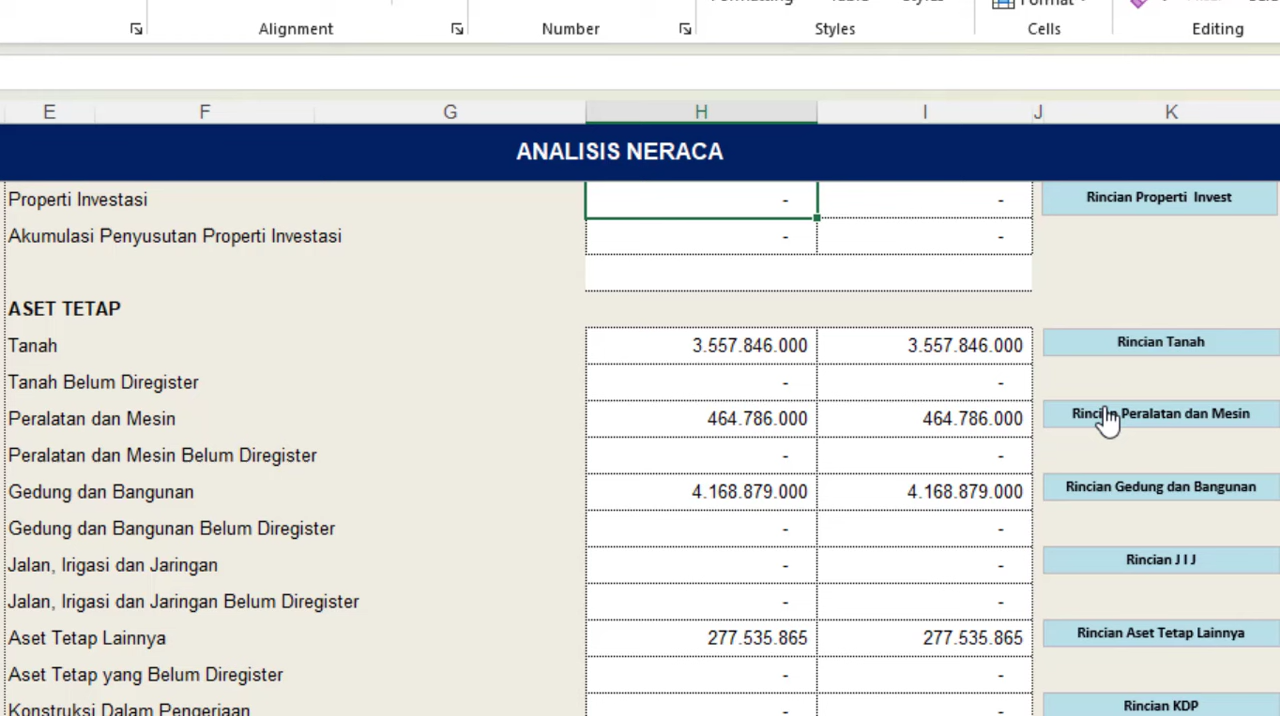 Alignment Number Styles Cells Editing
E F G H I J K
ANALISIS NERACA
Properti Investasi - - Rincian Properti Invest
Akumulasi Penyusutan Properti Investasi - -
ASET TETAP
Tanah 3.557.846.000 3.557.846.000 Rincian Tanah
Tanah Belum Diregister - -
Peralatan dan Mesin 464.786.000 464.786.000 Rincian Peralatan dan Mesin
Peralatan dan Mesin Belum Diregister - -
Gedung dan Bangunan 4.168.879.000 4.168.879.000 Rincian Gedung dan Bangunan
Gedung dan Bangunan Belum Diregister - -
Jalan, Irigasi dan Jaringan - - Rincian J I J
Jalan, Irigasi dan Jaringan Belum Diregister - -
Aset Tetap Lainnya 277.535.865 277.535.865 Rincian Aset Tetap Lainnya
Aset Tetap yang Belum Diregister - -
Konstruksi Dalam Pengerjaan - - Rincian KDP